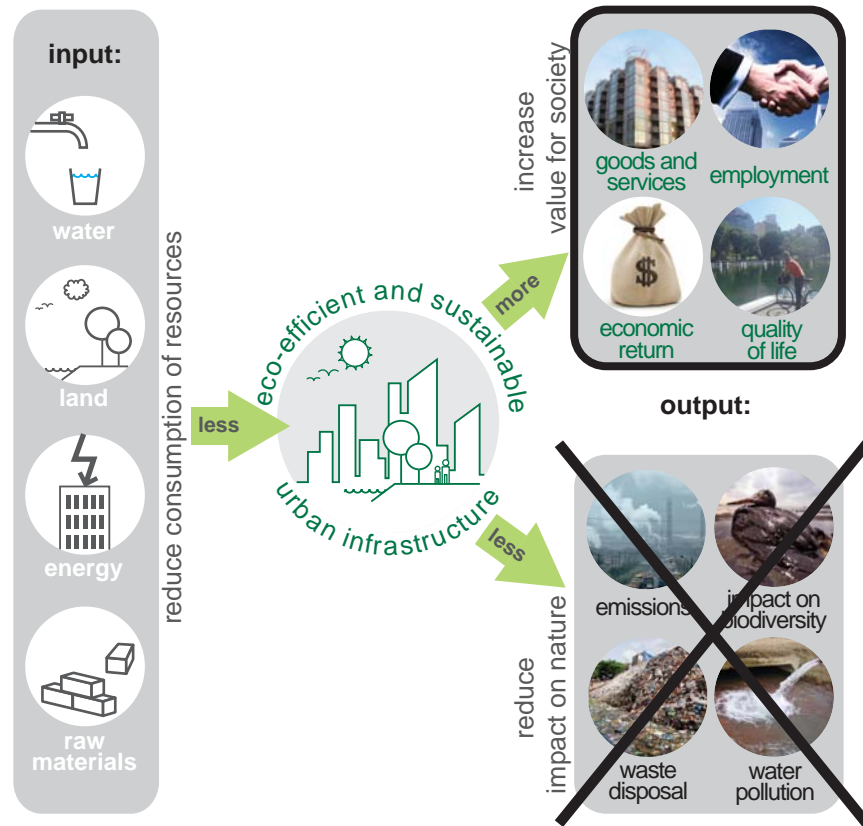 input:
water
land
energy
raw
materials
reduce consumption of resources
less
eco-efficient and sustainable
urban infrastructure
more
less
increase
value for society
goods and
services
employment
$
economic
return
quality
of life
output:
reduce
impact on nature
emissions
impact on
biodiversity
waste
disposal
water
pollution